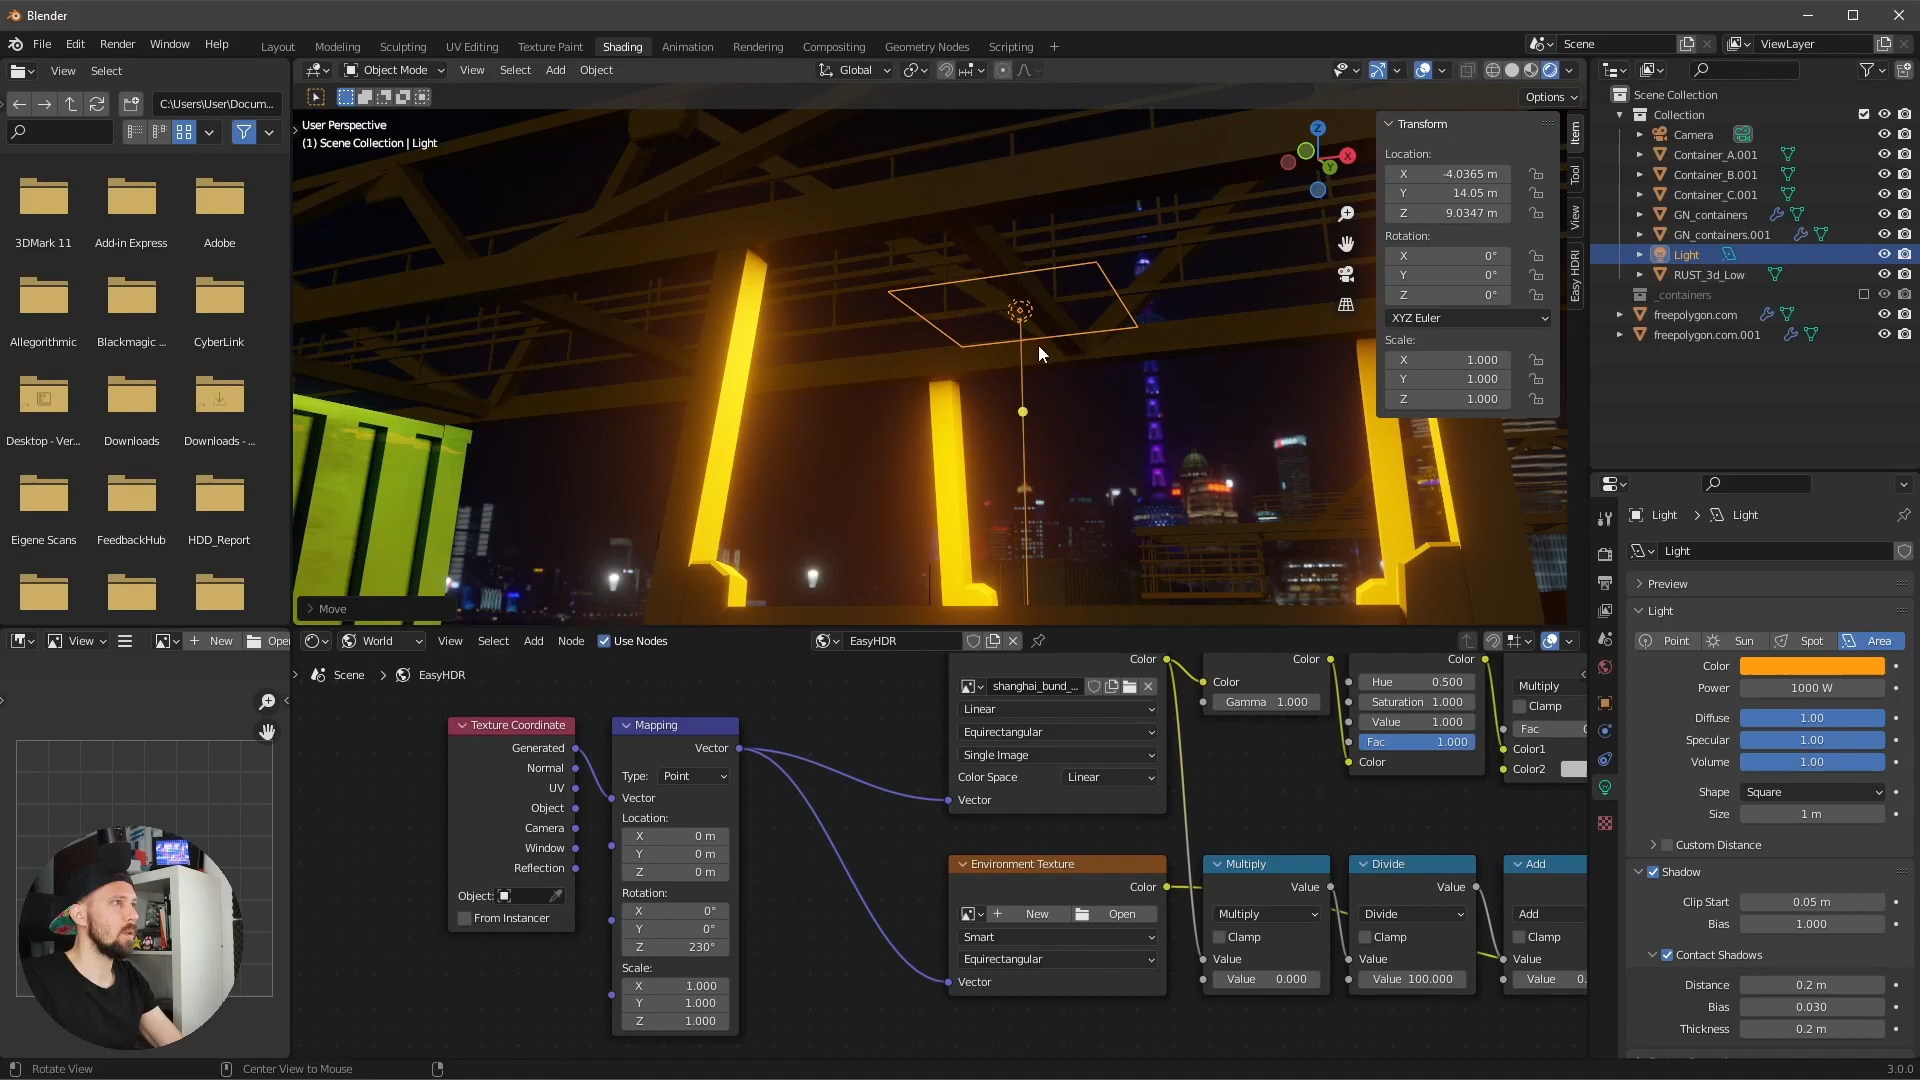 Blender
File Edit Render Window Help
Layout Modeling Sculpting UV Editing Texture Paint Shading Animation Rendering Compositing Geometry Nodes Scripting +
Scene
ViewLayer
View Select
Object Mode View Select Add Object
Global
C:\Users\User\Docum...
Options
User Perspective
(1) Scene Collection | Light
3DMark 11
Add-in Express
Adobe
Allegorithmic
Blackmagic ...
CyberLink
Desktop - Ver...
Downloads
Downloads - ...
Eigene Scans
FeedbackHub
HDD_Report
Z
X
Y
Transform
Location:
X -4.0365 m
Y 14.05 m
Z 9.0347 m
Rotation:
X 0°
Y 0°
Z 0°
XYZ Euler
Scale:
X 1.000
Y 1.000
Z 1.000
Item
Tool
View
Easy HDRI
Move
Scene Collection
Collection
Camera
Container_A.001
Container_B.001
Container_C.001
GN_containers
GN_containers.001
Light
RUST_3d_Low
_containers
freepolygon.com
freepolygon.com.001
View
New
Open
World View Select Add Node Use Nodes
EasyHDR
Scene > EasyHDR
Texture Coordinate
Generated
Normal
UV
Object
Camera
Window
Reflection
Object:
From Instancer
Mapping
Vector
Type: Point
Vector
Location:
X 0 m
Y 0 m
Z 0 m
Rotation:
X 0°
Y 0°
Z 230°
Scale:
X 1.000
Y 1.000
Z 1.000
Color
shanghai_bund_...
Linear
Equirectangular
Single Image
Color Space Linear
Vector
Color
Color
Gamma 1.000
Color
Hue 0.500
Saturation 1.000
Value 1.000
Fac 1.000
Color
Multiply
Clamp
Fac
Color1
Color2
Environment Texture
Color
New Open
Smart
Equirectangular
Vector
Multiply
Value
Multiply
Clamp
Value
Value 0.000
Divide
Value
Divide
Clamp
Value
Value 100.000
Add
Add
Clamp
Value
Value 0.
Light > Light
Light
Preview
Light
Point Sun Spot Area
Color
Power 1000 W
Diffuse 1.00
Specular 1.00
Volume 1.00
Shape Square
Size 1 m
Custom Distance
Shadow
Clip Start 0.05 m
Bias 1.000
Contact Shadows
Distance 0.2 m
Bias 0.030
Thickness 0.2 m
Rotate View
Center View to Mouse
3.0.0